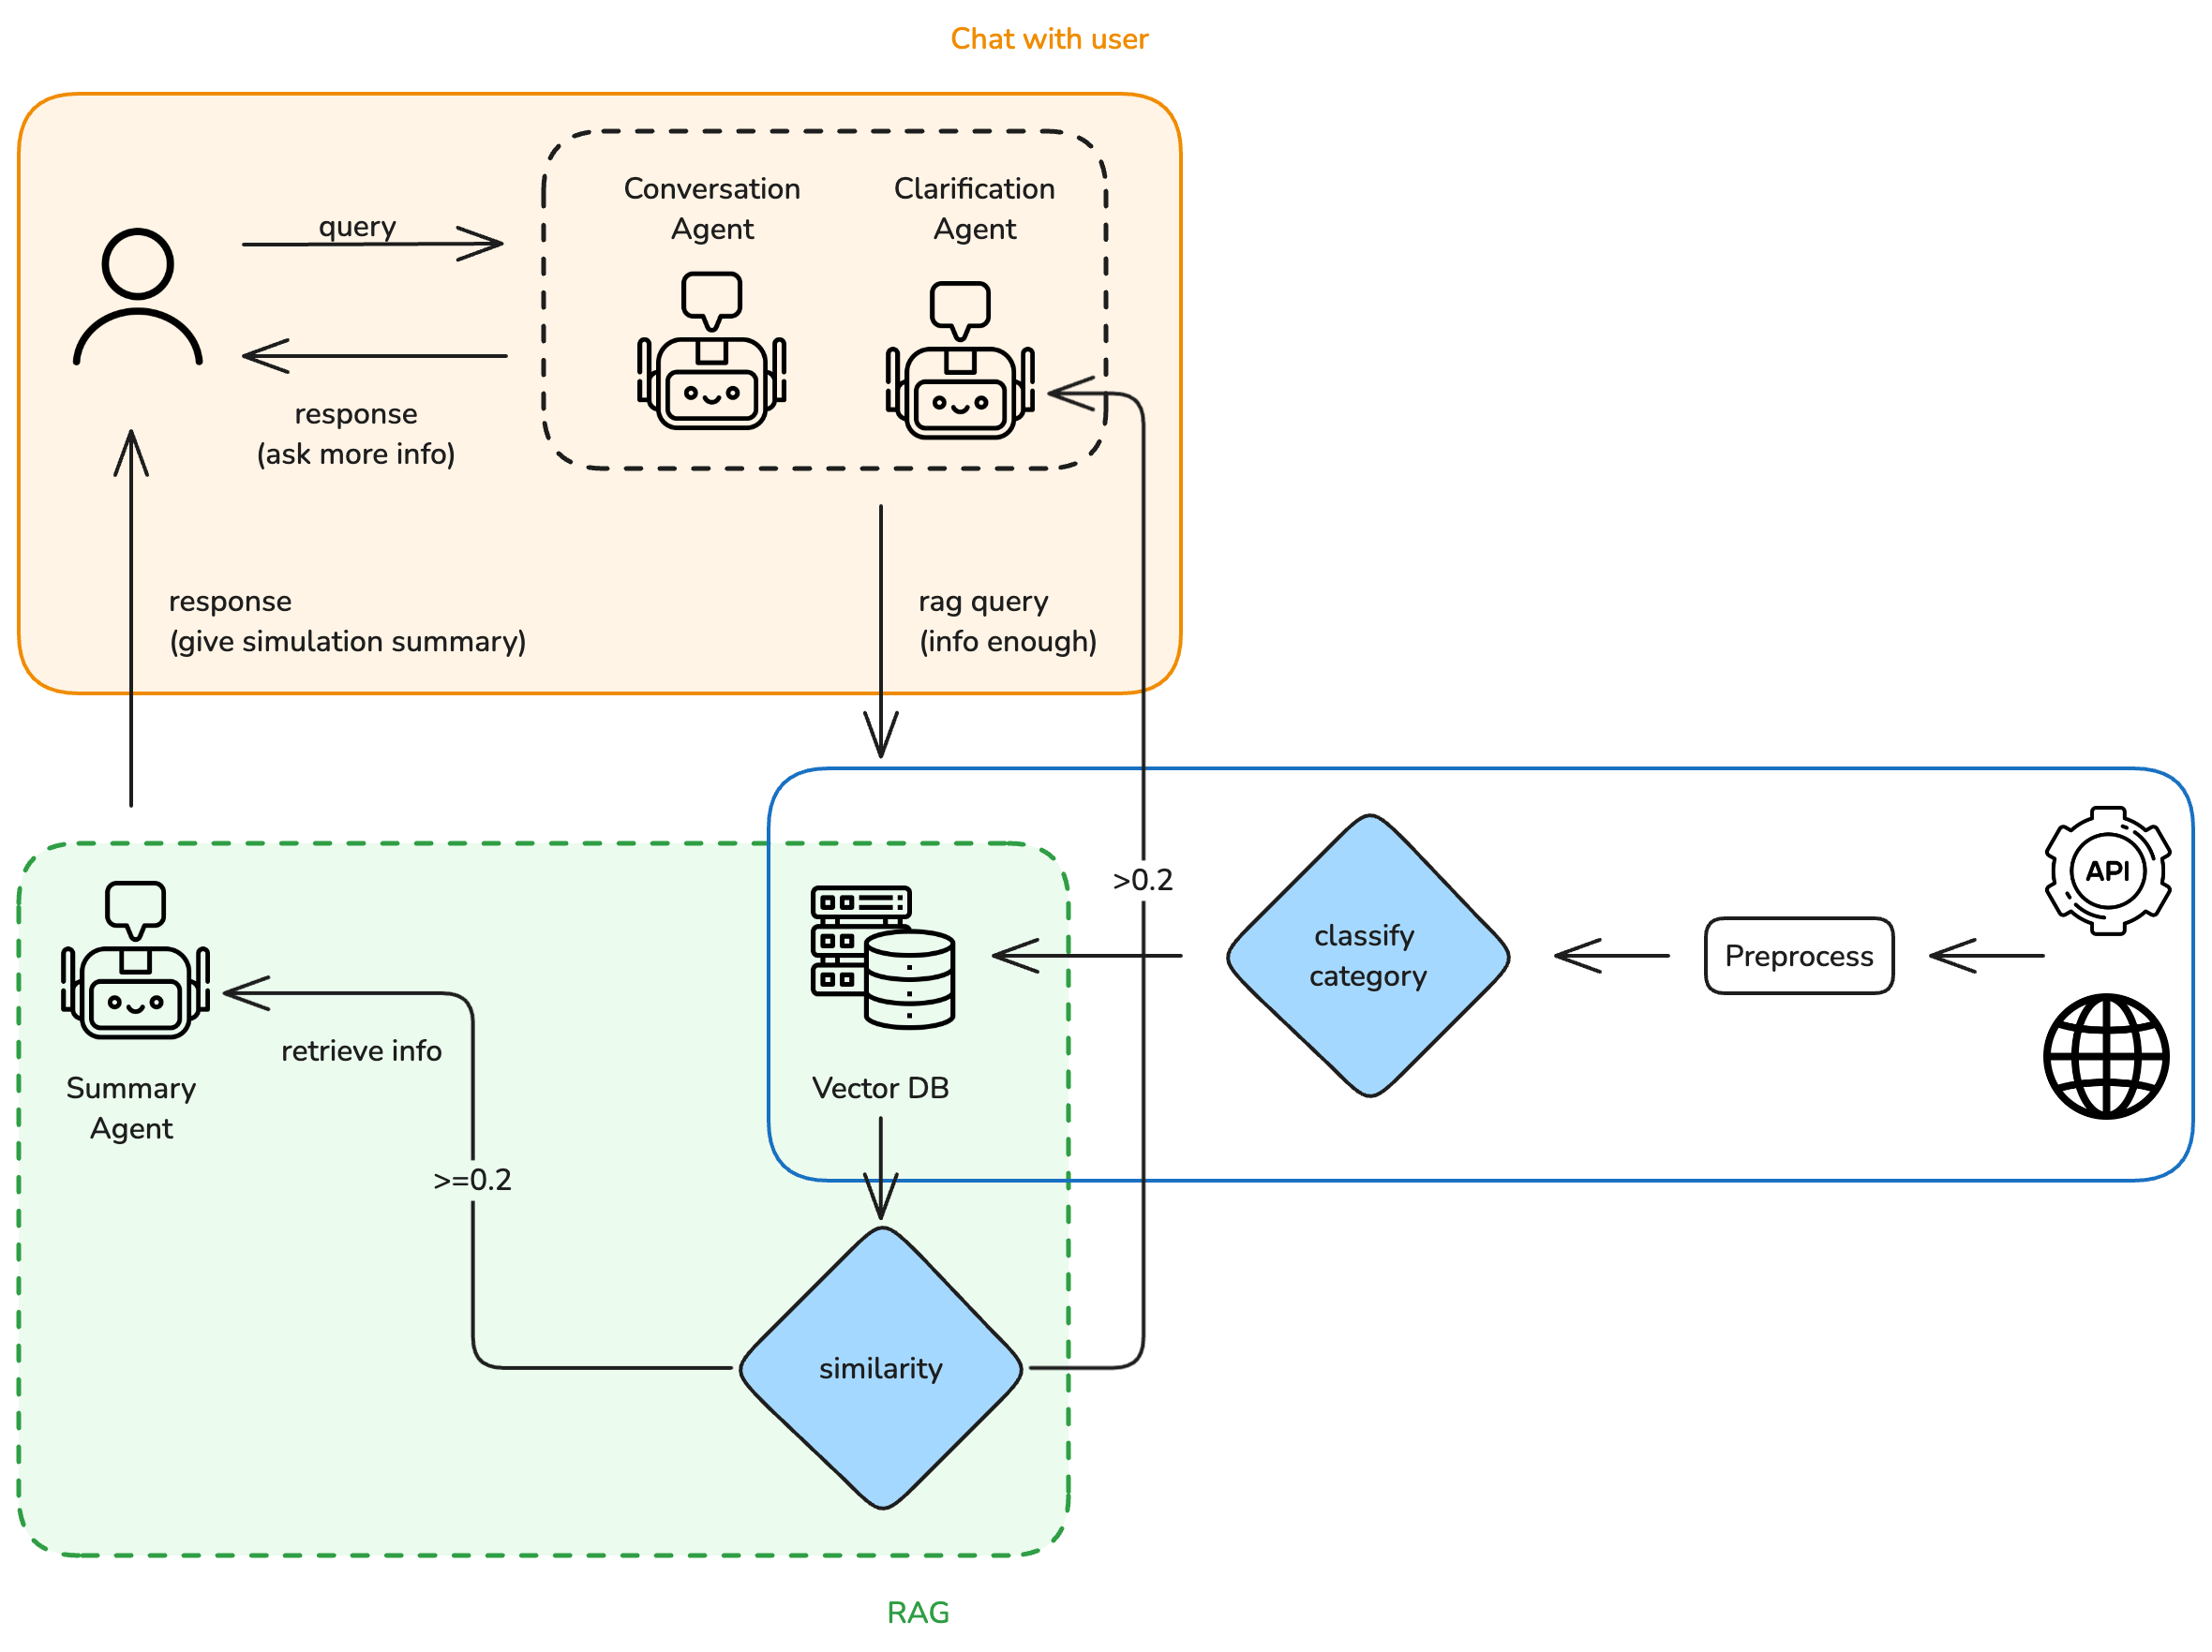 Chat with user
Conversation
Agent
Clarification
Agent
query
response
(ask more info)
response
(give simulation summary)
rag query
(info enough)
>0.2
classify
category
Preprocess
API
Summary
Agent
retrieve info
Vector DB
>=0.2
similarity
RAG